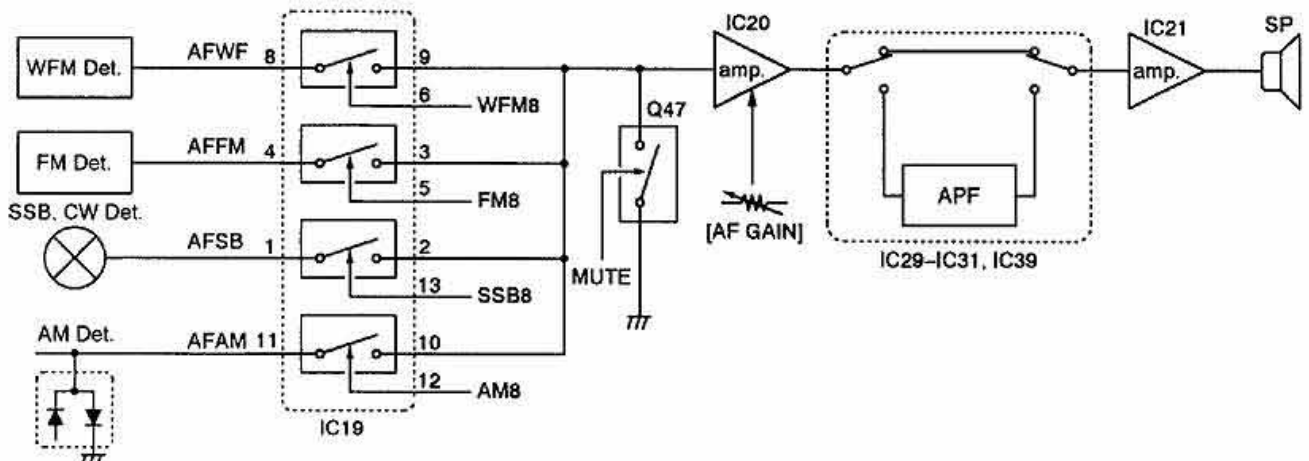 IC20
IC21
SP
WFM Det.
AFWF
8
9
amp.
amp.
6
WFM8
Q47
FM Det.
AFFM
4
3
5
FM8
APF
[AF GAIN]
SSB, CW Det.
AFSB
1
2
IC29–IC31, IC39
MUTE
13
SSB8
AM Det.
AFAM
11
10
12
AM8
IC19